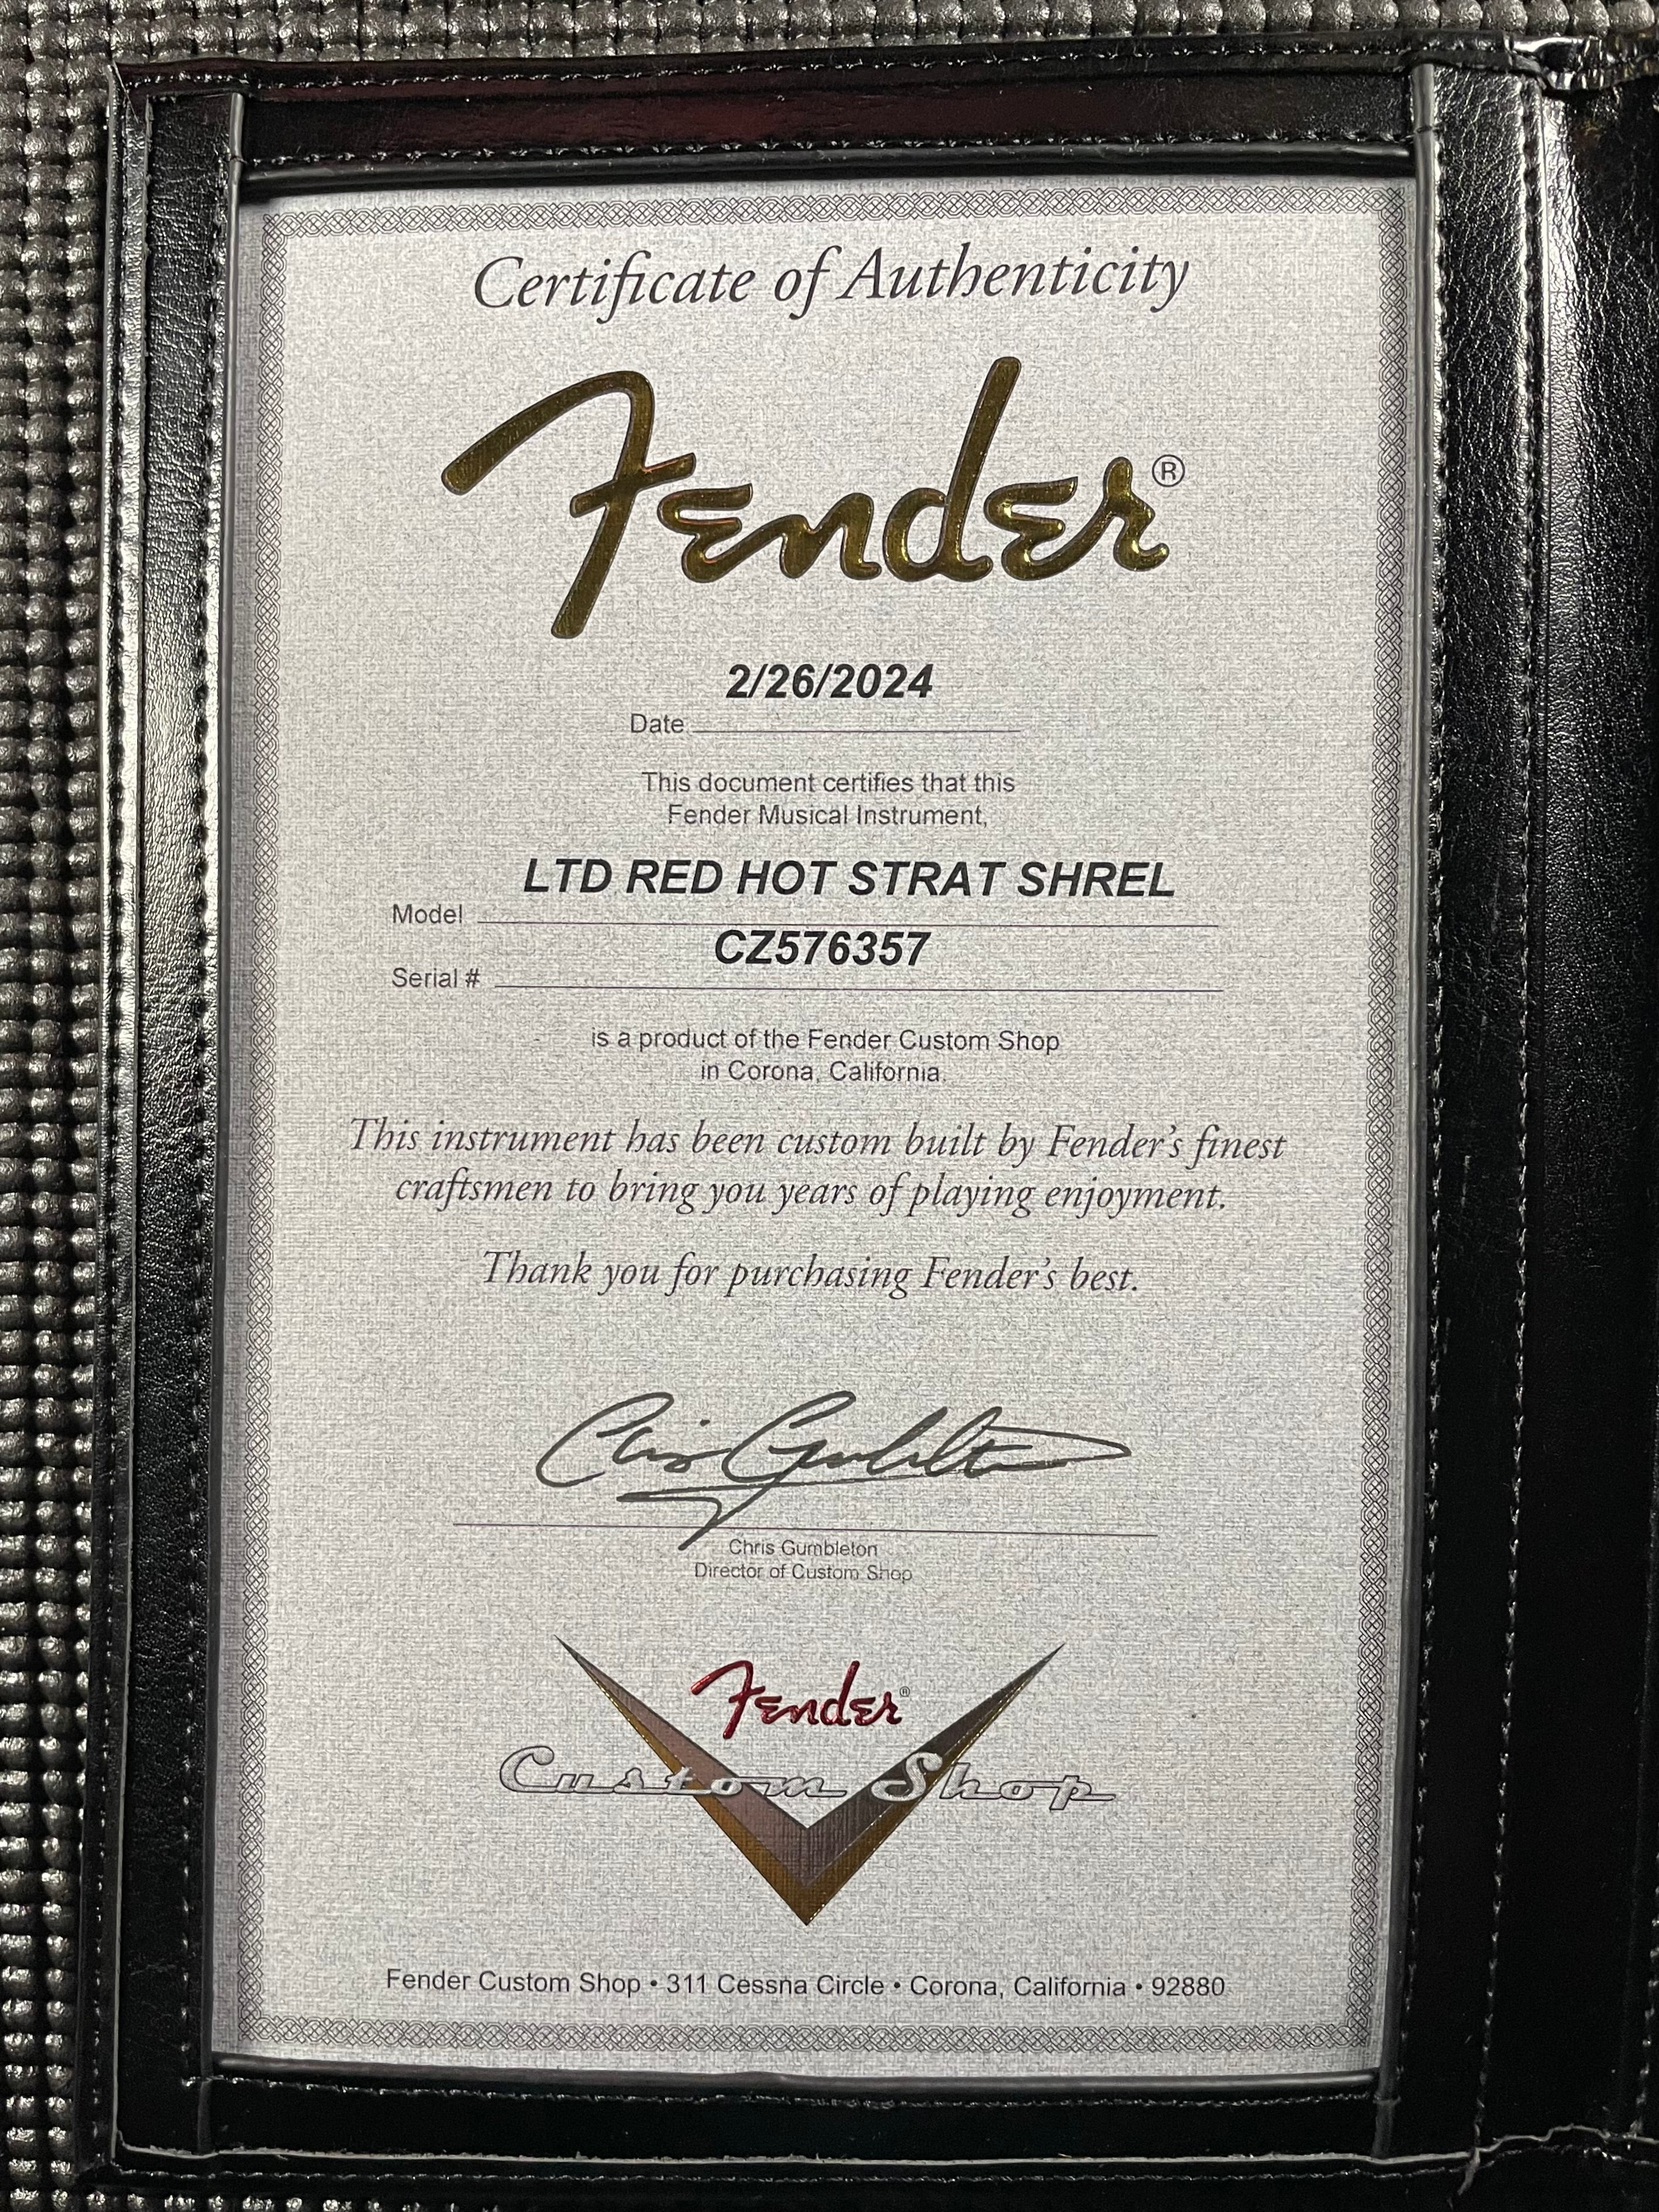 Certificate of Authenticity
Fender®
2/26/2024
Date
This document certifies that this
Fender Musical Instrument,
LTD RED HOT STRAT SHREL
Model
CZ576357
Serial #
is a product of the Fender Custom Shop
in Corona, California.
This instrument has been custom built by Fender's finest
craftsmen to bring you years of playing enjoyment.
Thank you for purchasing Fender's best.
Chris Gumbleton
Chris Gumbleton
Director of Custom Shop
Fender®
Custom Shop
Fender Custom Shop • 311 Cessna Circle • Corona, California • 92880